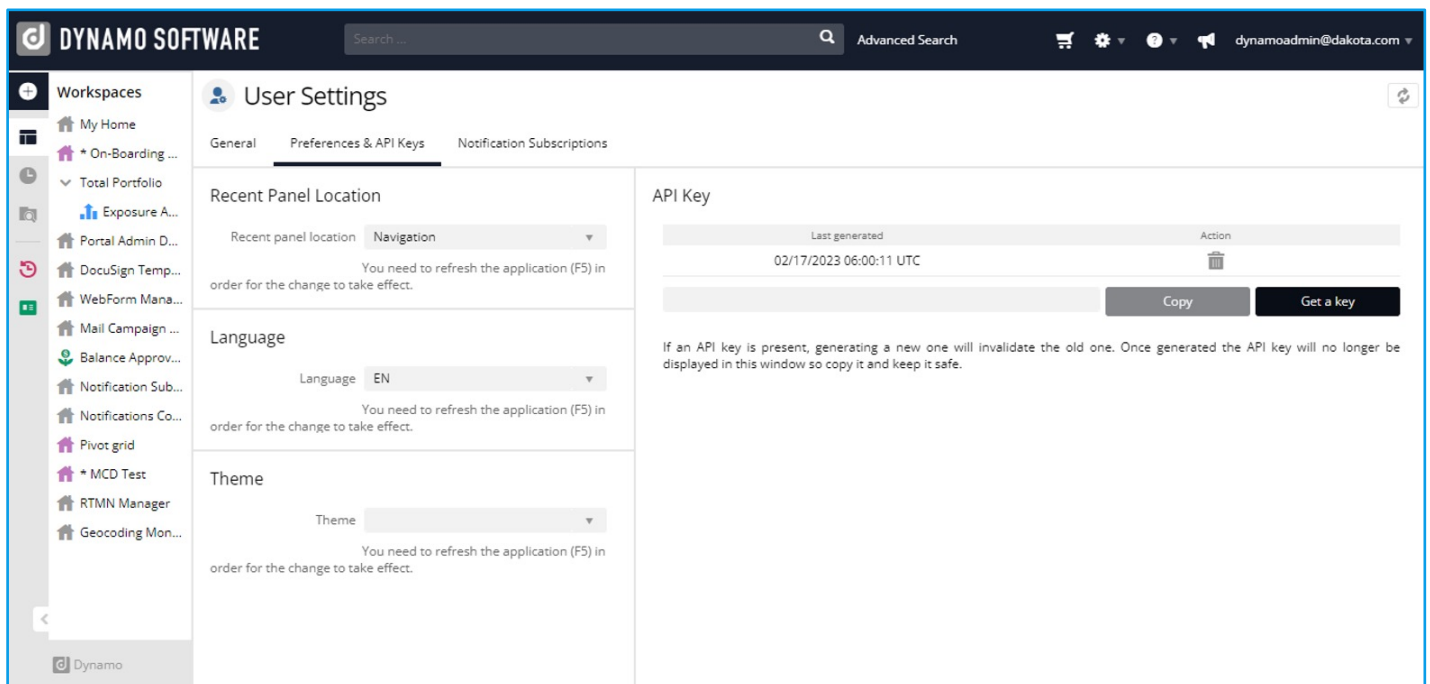 DYNAMO SOFTWARE
Search ...
Advanced Search
dynamoadmin@dakota.com
Workspaces
My Home
* On-Boarding ...
Total Portfolio
Exposure A...
Portal Admin D...
DocuSign Temp...
WebForm Mana...
Mail Campaign ...
Balance Approv...
Notification Sub...
Notifications Co...
Pivot grid
* MCD Test
RTMN Manager
Geocoding Mon...
Dynamo
User Settings
General Preferences & API Keys Notification Subscriptions
Recent Panel Location
Recent panel location Navigation
You need to refresh the application (F5) in
order for the change to take effect.
Language
Language EN
You need to refresh the application (F5) in
order for the change to take effect.
Theme
Theme
You need to refresh the application (F5) in
order for the change to take effect.
API Key
Last generated Action
02/17/2023 06:00:11 UTC
Copy Get a key
If an API key is present, generating a new one will invalidate the old one. Once generated the API key will no longer be
displayed in this window so copy it and keep it safe.